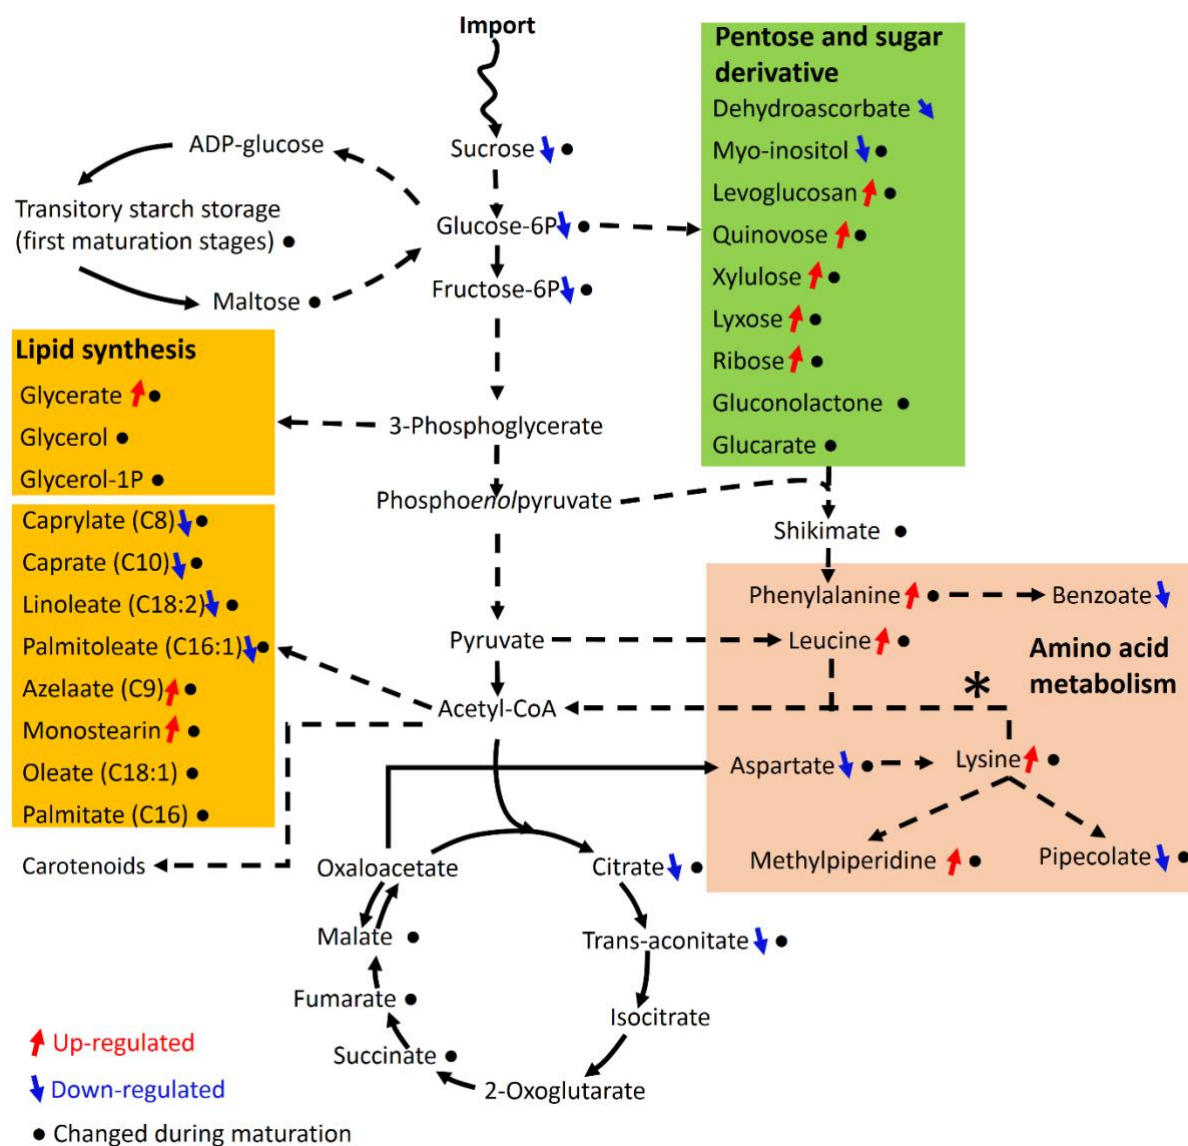 Import
Sucrose
ADP-glucose
Transitory starch storage
(first maturation stages)
Maltose
Glucose-6P
Fructose-6P
Pentose and sugar
derivative
Dehydroascorbate
Myo-inositol
Levoglucosan
Quinovose
Xylulose
Lyxose
Ribose
Gluconolactone
Glucarate
Lipid synthesis
Glycerate
Glycerol
Glycerol-1P
3-Phosphoglycerate
Phosphoenolpyruvate
Shikimate
Caprylate (C8)
Caprate (C10)
Linoleate (C18:2)
Palmitoleate (C16:1)
Azelaate (C9)
Monostearin
Oleate (C18:1)
Palmitate (C16)
Carotenoids
Pyruvate
Acetyl-CoA
Phenylalanine
Benzoate
Leucine
Amino acid
metabolism
*
Aspartate
Lysine
Methylpiperidine
Pipecolate
Oxaloacetate
Citrate
Malate
Trans-aconitate
Fumarate
Isocitrate
Succinate
2-Oxoglutarate
Up-regulated
Down-regulated
Changed during maturation